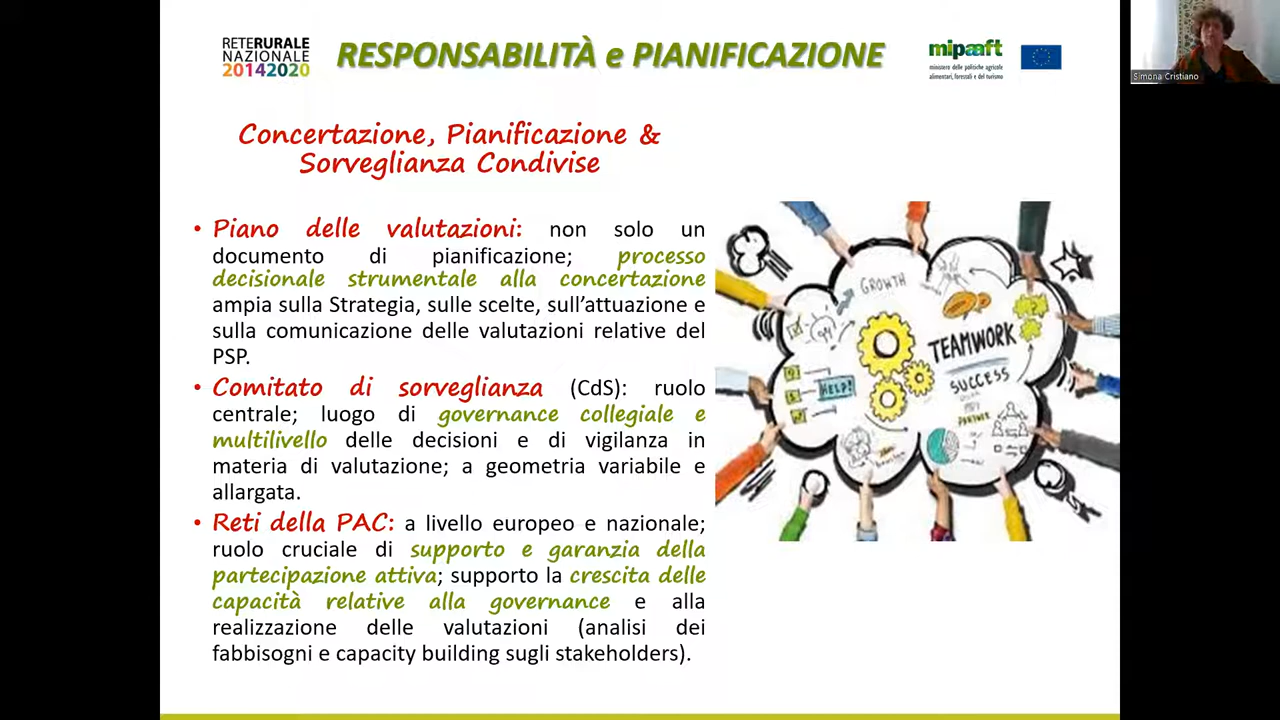 RETERURALE
NAZIONALE
20142020
RESPONSABILITÀ e PIANIFICAZIONE
mipaaft
ministero delle politiche agricole
alimentari, forestali e del turismo
Simona Cristiano
Concertazione, Pianificazione &
Sorveglianza Condivise
• Piano delle valutazioni: non solo un
documento di pianificazione; processo
decisionale strumentale alla concertazione
ampia sulla Strategia, sulle scelte, sull'attuazione e
sulla comunicazione delle valutazioni relative del
PSP.
• Comitato di sorveglianza (CdS): ruolo
centrale; luogo di governance collegiale e
multilivello delle decisioni e di vigilanza in
materia di valutazione; a geometria variabile e
allargata.
• Reti della PAC: a livello europeo e nazionale;
ruolo cruciale di supporto e garanzia della
partecipazione attiva; supporto la crescita delle
capacità relative alla governance e alla
realizzazione delle valutazioni (analisi dei
fabbisogni e capacity building sugli stakeholders).
GROWTH
TEAMWORK
SUCCESS
HELP!